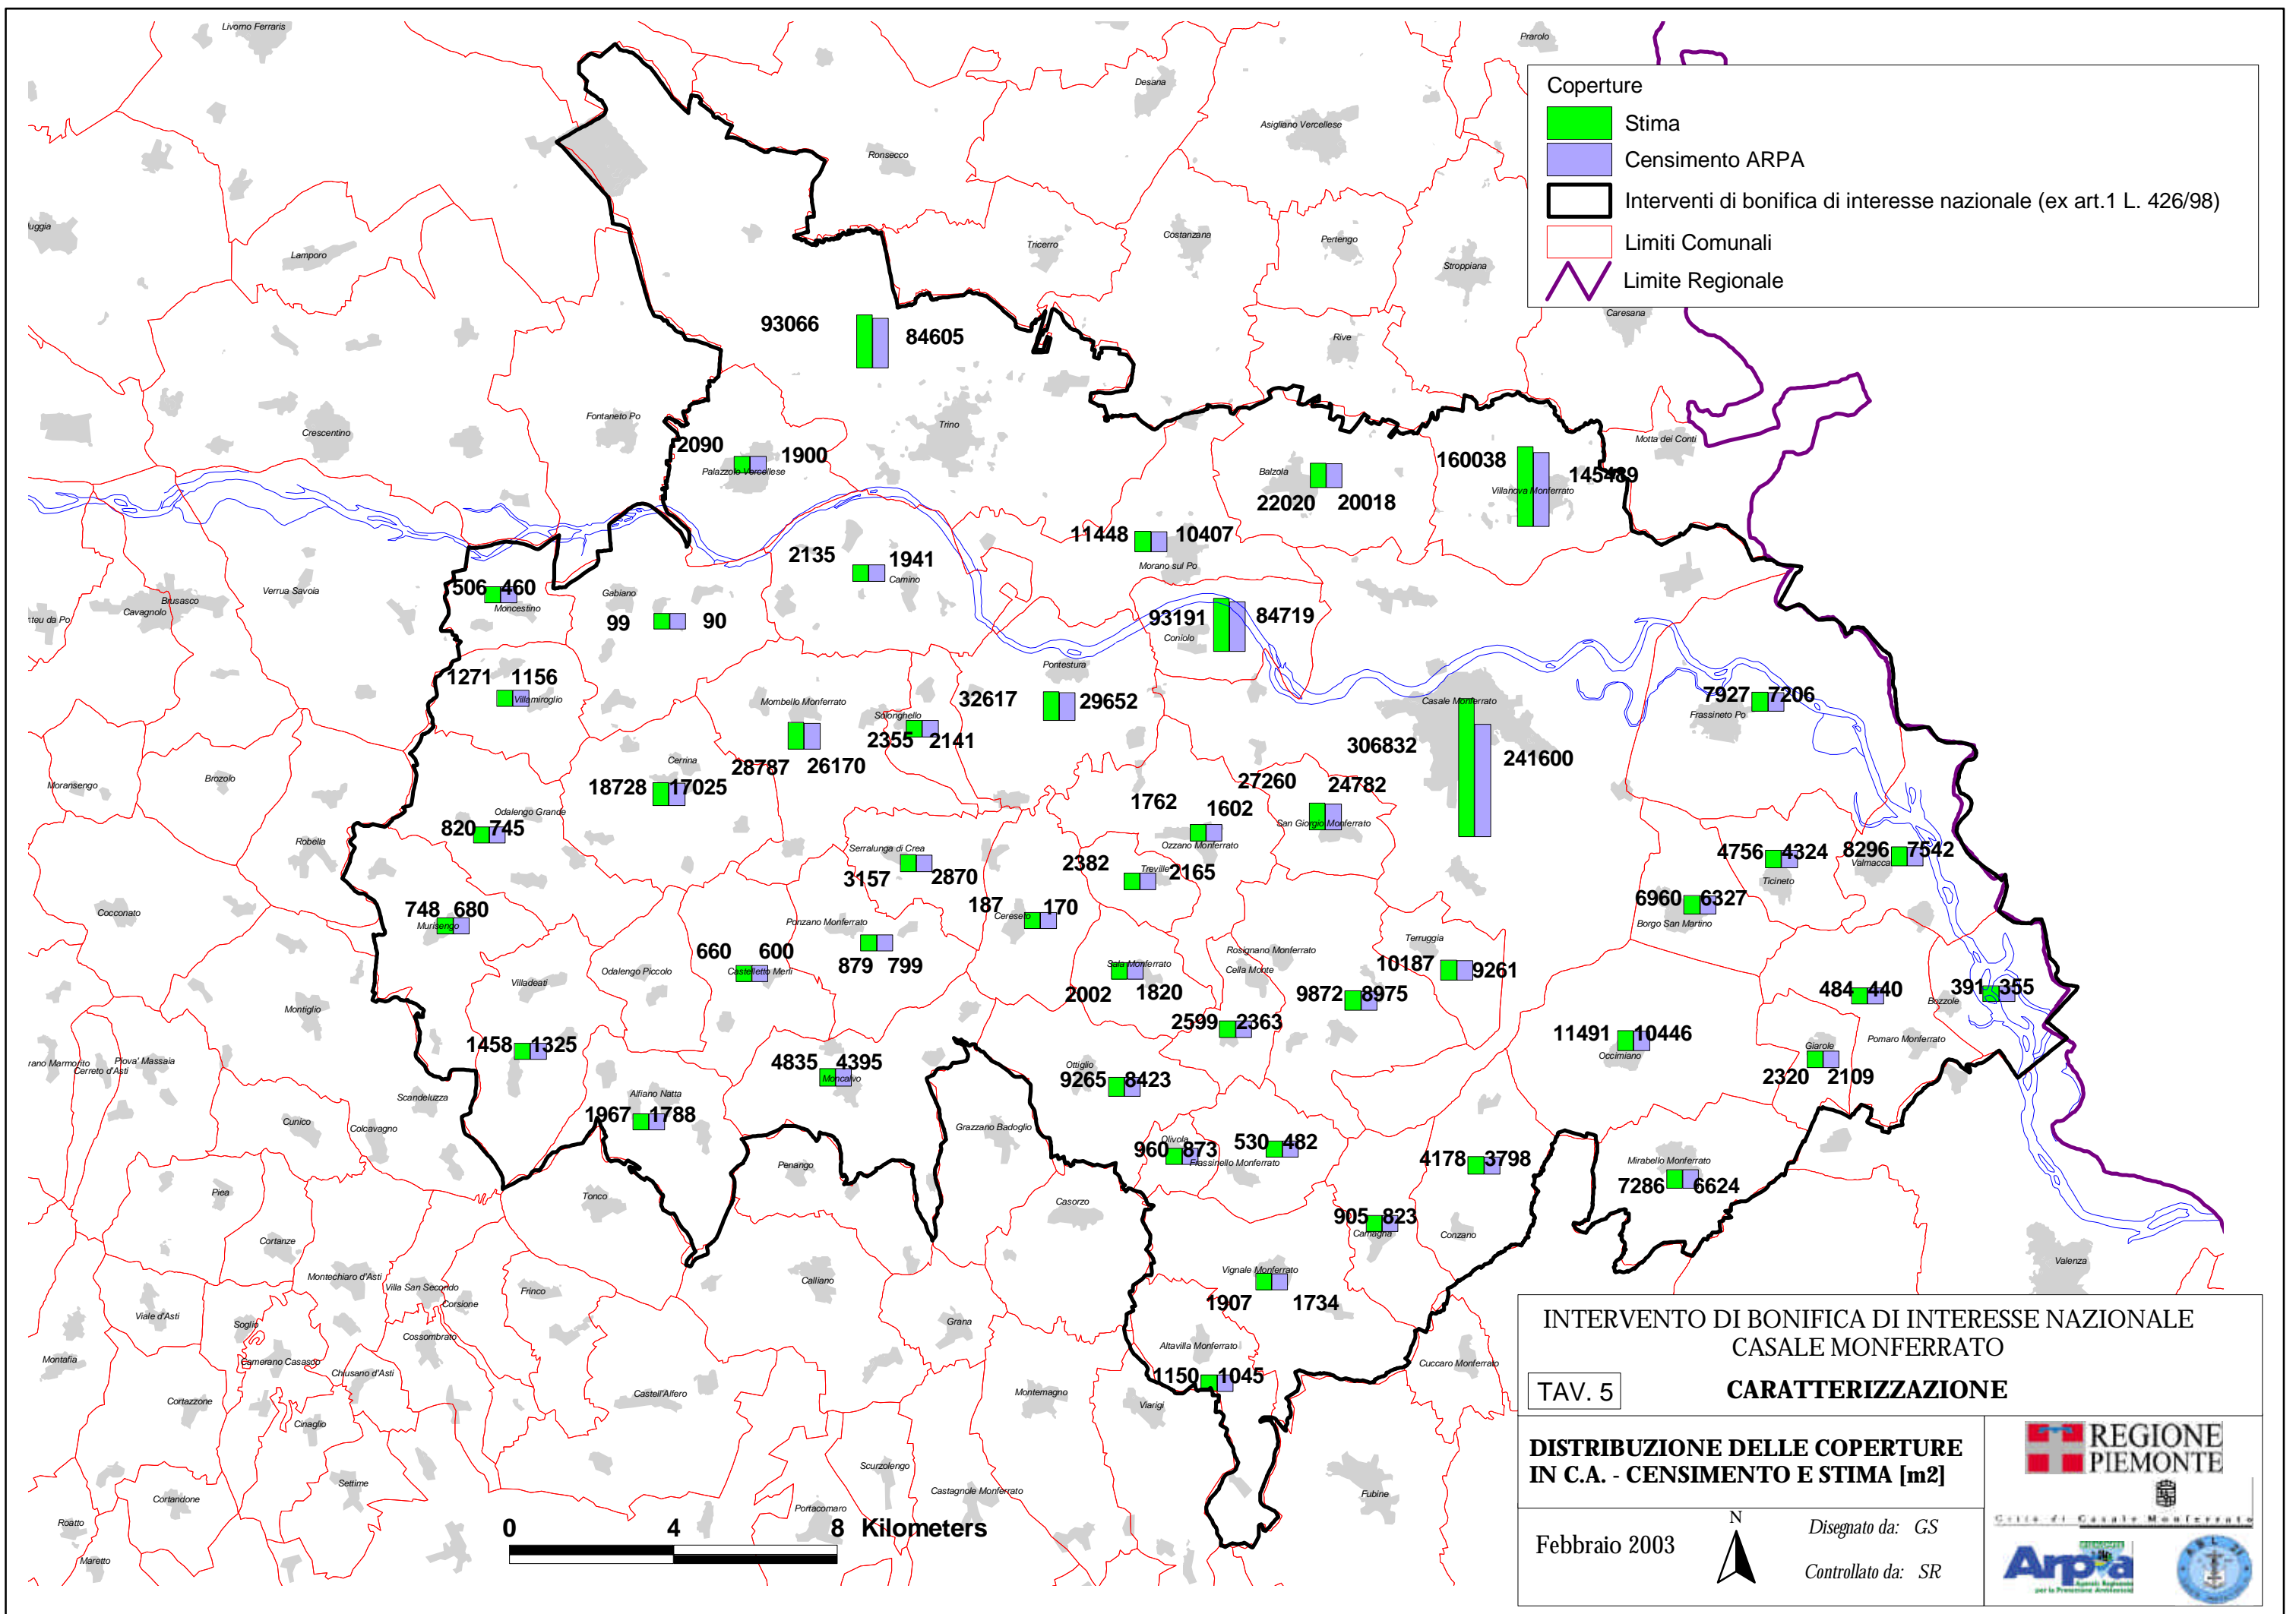 Livorno Ferraris
Prarolo
Desana
Asigliano Vercellese
Ronsecco
Coperture
Stima
Censimento ARPA
Interventi di bonifica di interesse nazionale (ex art.1 L. 426/98)
Limiti Comunali
Limite Regionale
Lamporo
Tricerro
Costanzana
Pertengo
Stroppiana
Caresana
Rive
93066
84605
Fontaneto Po
Crescentino
Trino
Motta dei Conti
2090
1900
Palazzolo Vercellese
Balzola
22020
20018
160038
145489
Villanova Monferrato
11448
10407
Morano sul Po
2135
1941
Camino
506
460
Moncestino
Gabiano
99
90
Verrua Savoia
Brusasco
Cavagnolo
93191
84719
Coniolo
Pontestura
32617
29652
1271
1156
Villamiroglio
Mombello Monferrato
28787
26170
Solonghello
2355
2141
Casale Monferrato
306832
241600
7927
7206
Frassineto Po
Moransengo
Brozolo
Cerrina
18728
17025
Odalengo Grande
820
745
Robella
27260
24782
San Giorgio Monferrato
1762
1602
Ozzano Monferrato
Serralunga di Crea
3157
2870
2382
2165
Treville
4756
4324
Ticineto
8296
7542
Valmacca
6960
6327
Borgo San Martino
Cocconato
748
680
Murisengo
187
170
Cereseto
Ponzano Monferrato
879
799
660
600
Castelletto Merli
Odalengo Piccolo
Villadeati
1458
1325
Sala Monferrato
2002
1820
Rosignano Monferrato
Cella Monte
9872
8975
Terruggia
10187
9261
2599
2363
484
440
Bozzole
391
355
11491
10446
Occimiano
Giarole
2320
2109
Pomaro Monferrato
Montiglio
Piova' Massaia
Cerreto d'Asti
Scandeluzza
4835
4395
Moncalvo
Ottiglio
9265
8423
Alfiano Natta
1967
1788
Cunico
Colcavagno
Grazzano Badoglio
Penango
Olivola
960
873
530
482
Frassinello Monferrato
4178
3798
Mirabello Monferrato
7286
6624
Piea
Tonco
Casorzo
905
823
Camagna
Conzano
Cortanze
Valenza
Montechiaro d'Asti
Villa San Secondo
Corsione
Frinco
Calliano
Vignale Monferrato
1907
1734
Viale d'Asti
Soglio
Cossombrato
Grana
Altavilla Monferrato
1150
1045
Montafia
Camerano Casasco
Chiusano d'Asti
Cortazzone
Cinaglio
Castell'Alfero
Montemagno
Viarigi
Cuccaro Monferrato
Scurzolengo
Settime
Cortandone
Castagnole Monferrato
Portacomaro
Fubine
Roatto
Maretto
0
4
8
Kilometers
INTERVENTO DI BONIFICA DI INTERESSE NAZIONALE
CASALE MONFERRATO
TAV. 5
CARATTERIZZAZIONE
DISTRIBUZIONE DELLE COPERTURE
IN C.A. - CENSIMENTO E STIMA [m2]
REGIONE
PIEMONTE
Città di Casale Monferrato
Febbraio 2003
N
Disegnato da: GS
Controllato da: SR
Arpa